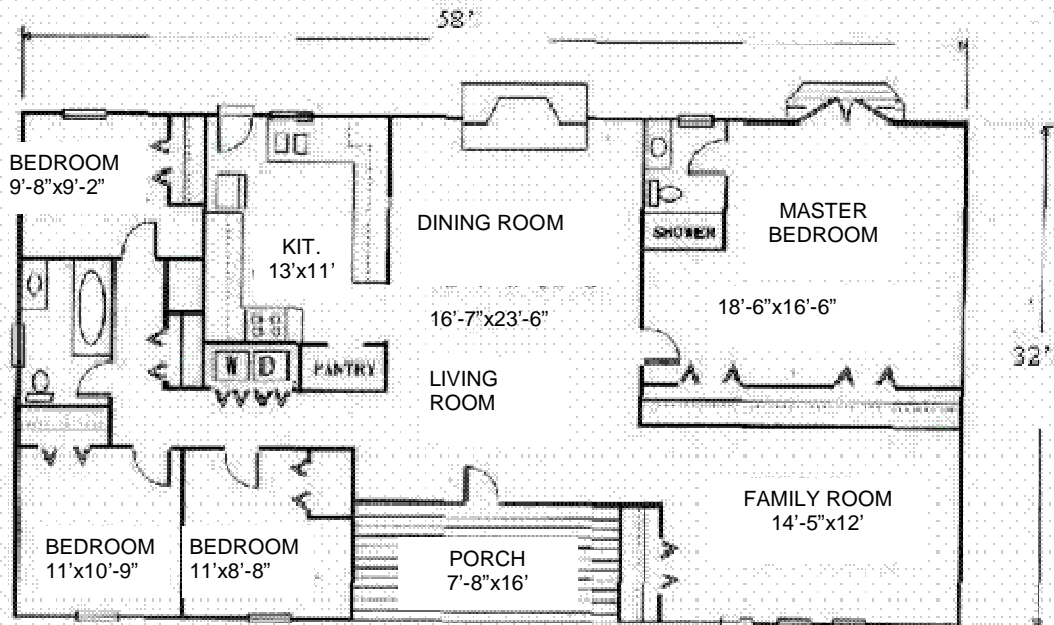 58’
BEDROOM
9’-8”x9’-2”
DINING ROOM
MASTER
BEDROOM
SHOWER
KIT.
13’x11’
16’-7”x23’-6”
18’-6”x16’-6”
32’
W D
PANTRY
LIVING
ROOM
FAMILY ROOM
14’-5”x12’
BEDROOM
11’x10’-9”
BEDROOM
11’x8’-8”
PORCH
7’-8”x16’